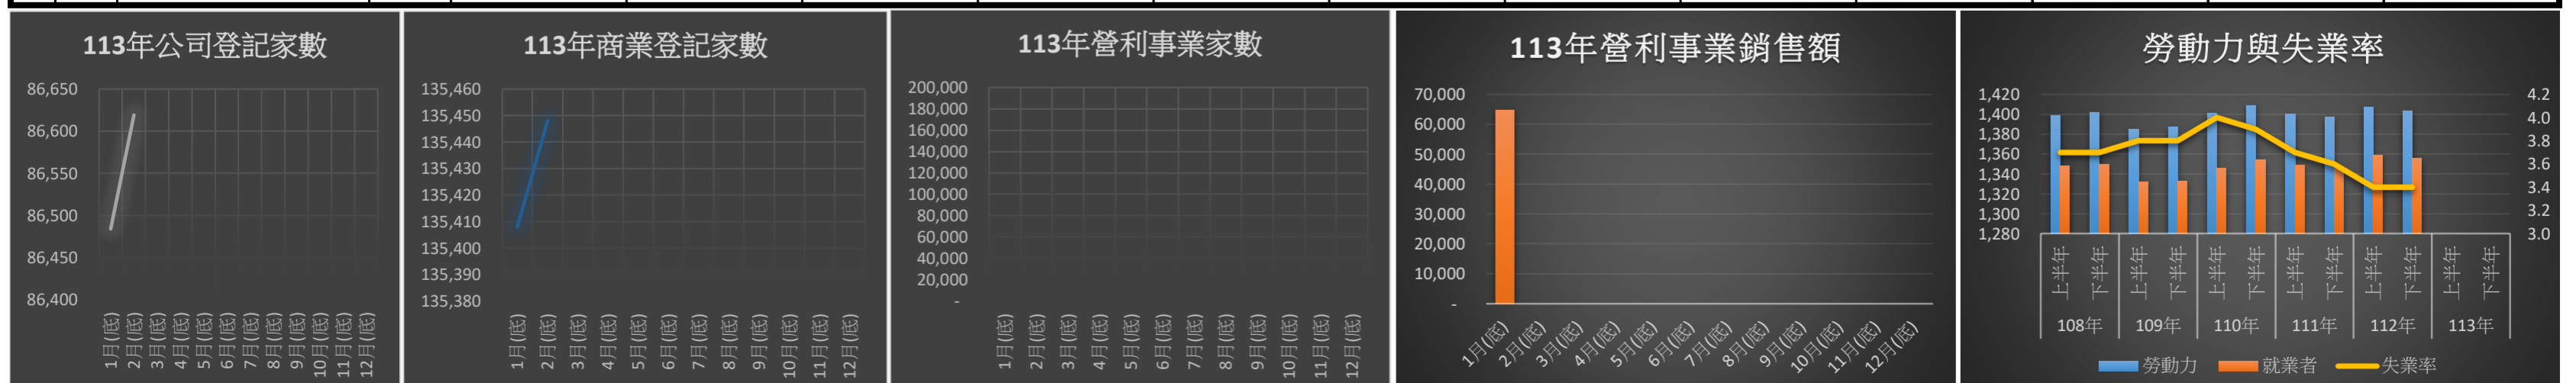 113年公司登記家數
86,650
86,600
86,550
86,500
86,450
86,400
1月(底)
2月(底)
3月(底)
4月(底)
5月(底)
6月(底)
7月(底)
8月(底)
9月(底)
10月(底)
11月(底)
12月(底)
113年商業登記家數
135,460
135,450
135,440
135,430
135,420
135,410
135,400
135,390
135,380
1月(底)
2月(底)
3月(底)
4月(底)
5月(底)
6月(底)
7月(底)
8月(底)
9月(底)
10月(底)
11月(底)
12月(底)
113年營利事業家數
200,000
180,000
160,000
140,000
120,000
100,000
80,000
60,000
40,000
20,000
-
1月(底)
2月(底)
3月(底)
4月(底)
5月(底)
6月(底)
7月(底)
8月(底)
9月(底)
10月(底)
11月(底)
12月(底)
113年營利事業銷售額
70,000
60,000
50,000
40,000
30,000
20,000
10,000
-
1月(底)
2月(底)
3月(底)
4月(底)
5月(底)
6月(底)
7月(底)
8月(底)
9月(底)
10月(底)
11月(底)
12月(底)
勞動力與失業率
1,420
1,400
1,380
1,360
1,340
1,320
1,300
1,280
4.2
4.0
3.8
3.6
3.4
3.2
3.0
上半年
下半年
上半年
下半年
上半年
下半年
上半年
下半年
上半年
下半年
上半年
下半年
108年 109年 110年 111年 112年 113年
勞動力 就業者 失業率